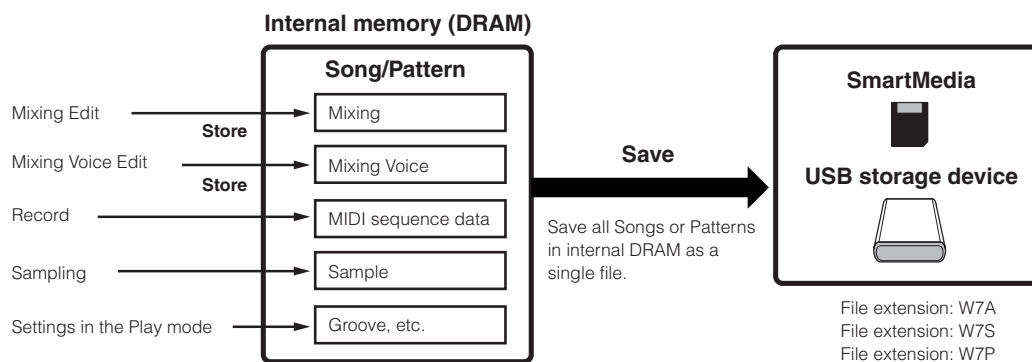 Internal memory (DRAM)
Song/Pattern
Mixing Edit
Store
Mixing
Mixing Voice Edit
Store
Mixing Voice
Record
MIDI sequence data
Sampling
Sample
Settings in the Play mode
Groove, etc.
Save
Save all Songs or Patterns
in internal DRAM as a
single file.
SmartMedia
USB storage device
File extension: W7A
File extension: W7S
File extension: W7P